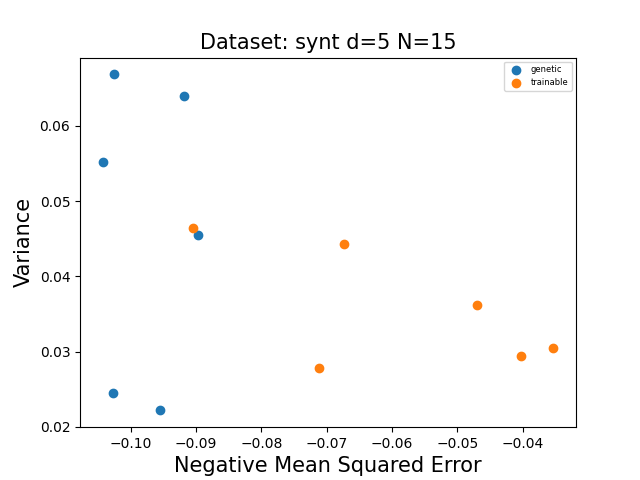 Dataset: synt d=5 N=15
genetic
trainable
Variance
0.06
0.05
0.04
0.03
0.02
−0.10 −0.09 −0.08 −0.07 −0.06 −0.05 −0.04
Negative Mean Squared Error